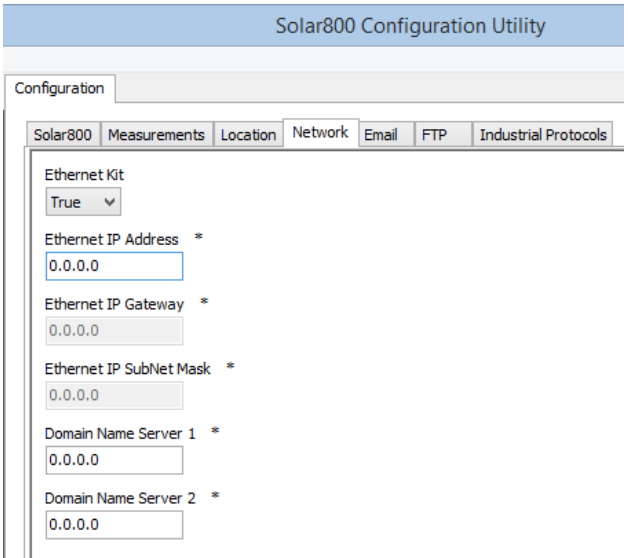 Solar800 Configuration Utility
Configuration
Solar800 Measurements Location Network Email FTP Industrial Protocols
Ethernet Kit
True
Ethernet IP Address *
0.0.0.0
Ethernet IP Gateway *
0.0.0.0
Ethernet IP SubNet Mask *
0.0.0.0
Domain Name Server 1 *
0.0.0.0
Domain Name Server 2 *
0.0.0.0